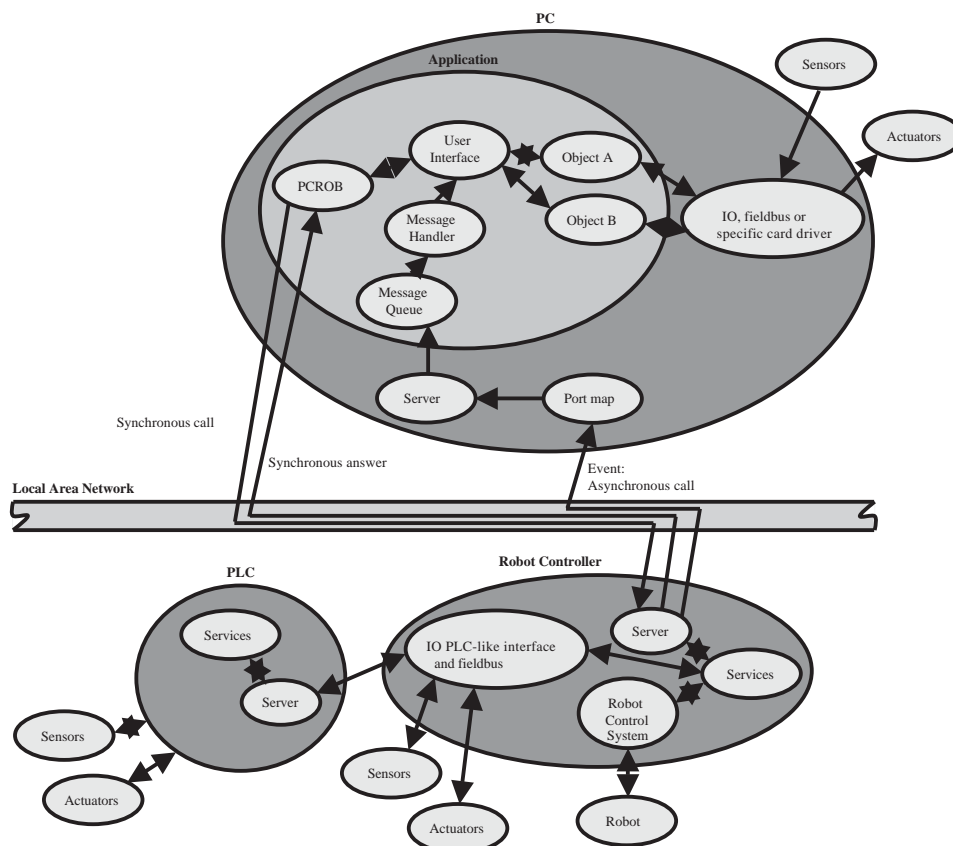 PC
Application
Sensors
Actuators
User
Interface
Object A
PCROB
Object B
IO, fieldbus or
specific card driver
Message
Handler
Message
Queue
Server
Port map
Synchronous call
Synchronous answer
Event:
Asynchronous call
Local Area Network
Robot Controller
PLC
Services
Server
IO PLC-like interface
and fieldbus
Server
Services
Robot
Control
System
Sensors
Actuators
Sensors
Actuators
Robot